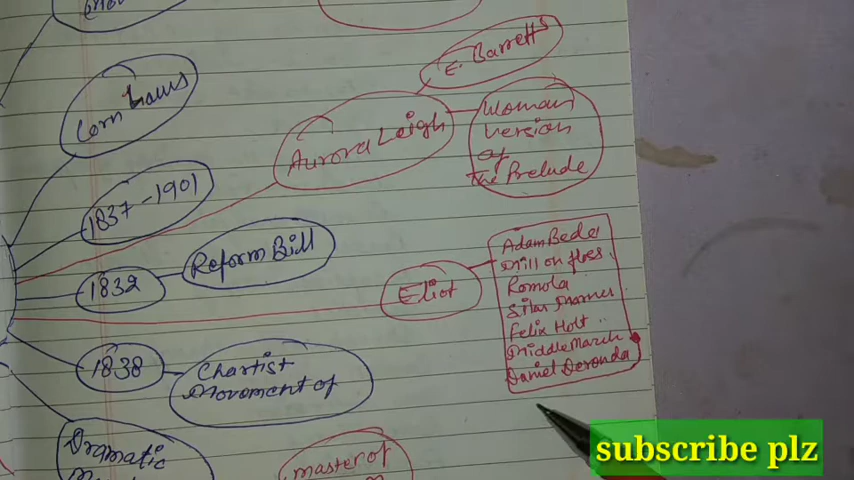 E. Barretts
Corn Laws
Aurora Leigh
Woman
Version
of
The Prelude
1837-1901
1832
Reform Bill
Eliot
Adam Bede
Mill on floss
Romola
Silas Marner
Felix Holt
MiddleMarch
Daniel Deronda
1838
Chartist
Movement of
Dramatic
master of
subscribe plz